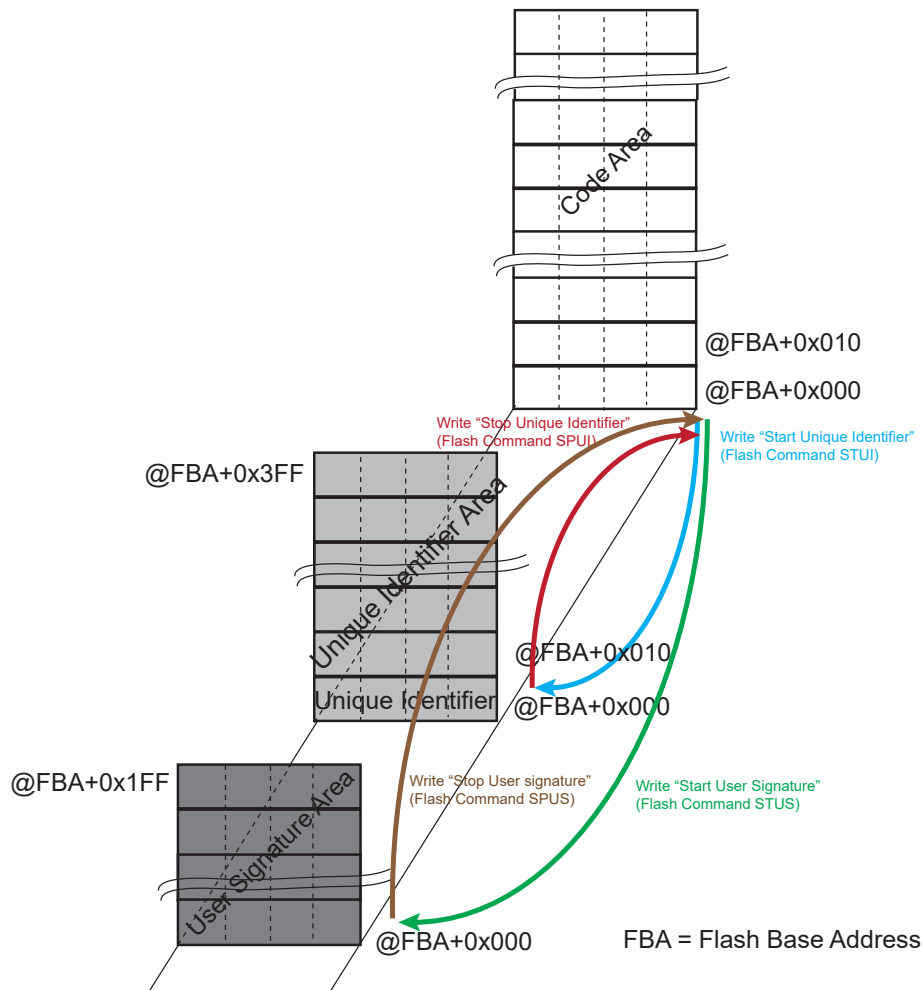 Code Area
@FBA+0x010
@FBA+0x000
Write “Stop Unique Identifier”
(Flash Command SPUI)
Write “Start Unique Identifier”
(Flash Command STUI)
@FBA+0x3FF
Unique Identifier Area
@FBA+0x010
Unique Identifier
@FBA+0x000
@FBA+0x1FF
User Signature Area
Write “Stop User signature”
(Flash Command SPUS)
Write “Start User Signature”
(Flash Command STUS)
@FBA+0x000
FBA = Flash Base Address